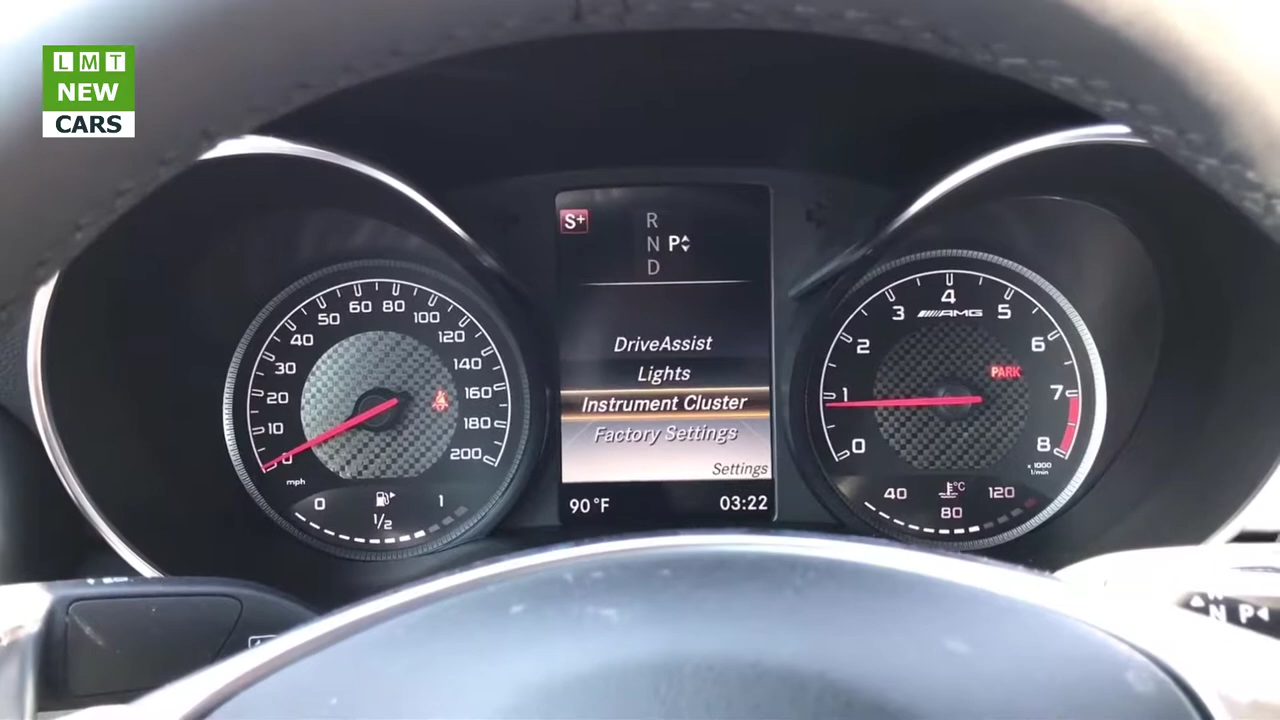 LMT
NEW
CARS
S+
R
N P
D
DriveAssist
Lights
Instrument Cluster
Factory Settings
Settings
90°F 03:22
0 10 20 30 40 50 60 80 100 120 140 160 180 200
mph
0 1/2 1
0 1 2 3 4 5 6 7 8
AMG
PARK
x 1000
1/min
°C
40 80 120
N P